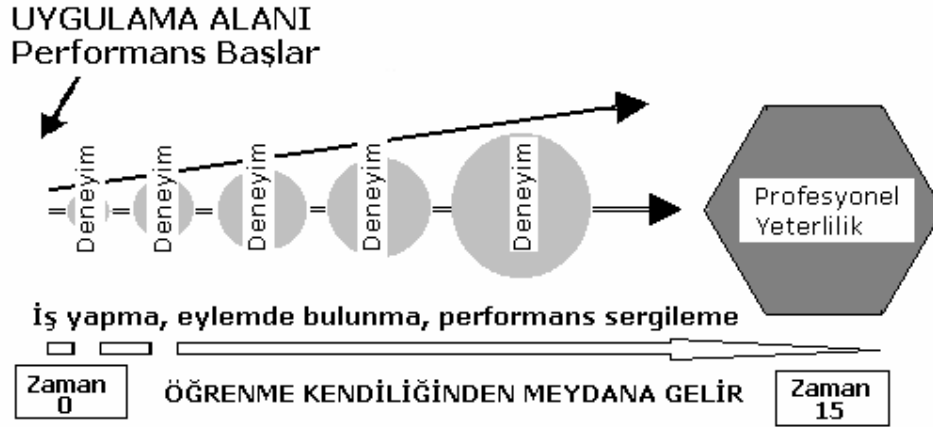 UYGULAMA ALANI
Performans Başlar
Deneyim
Deneyim
Deneyim
Deneyim
Deneyim
Profesyonel
Yeterlilik
İş yapma, eylemde bulunma, performans sergileme
Zaman
0
ÖĞRENME KENDİLİĞİNDEN MEYDANA GELİR
Zaman
15